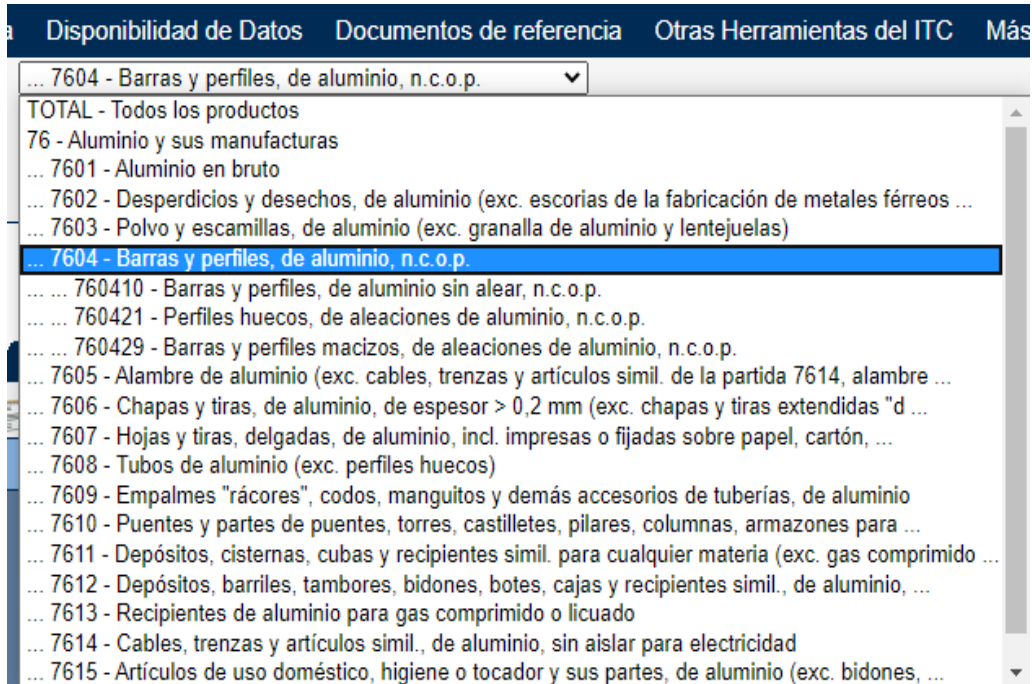 a Disponibilidad de Datos Documentos de referencia Otras Herramientas del ITC Más
... 7604 - Barras y perfiles, de aluminio, n.c.o.p.
TOTAL - Todos los productos
76 - Aluminio y sus manufacturas
... 7601 - Aluminio en bruto
... 7602 - Desperdicios y desechos, de aluminio (exc. escorias de la fabricación de metales férreos ...
... 7603 - Polvo y escamillas, de aluminio (exc. granalla de aluminio y lentejuelas)
... 7604 - Barras y perfiles, de aluminio, n.c.o.p.
... ... 760410 - Barras y perfiles, de aluminio sin alear, n.c.o.p.
... ... 760421 - Perfiles huecos, de aleaciones de aluminio, n.c.o.p.
... ... 760429 - Barras y perfiles macizos, de aleaciones de aluminio, n.c.o.p.
... 7605 - Alambre de aluminio (exc. cables, trenzas y artículos simil. de la partida 7614, alambre ...
... 7606 - Chapas y tiras, de aluminio, de espesor > 0,2 mm (exc. chapas y tiras extendidas "d ...
... 7607 - Hojas y tiras, delgadas, de aluminio, incl. impresas o fijadas sobre papel, cartón, ...
... 7608 - Tubos de aluminio (exc. perfiles huecos)
... 7609 - Empalmes "rácores", codos, manguitos y demás accesorios de tuberías, de aluminio
... 7610 - Puentes y partes de puentes, torres, castilletes, pilares, columnas, armazones para ...
... 7611 - Depósitos, cisternas, cubas y recipientes simil. para cualquier materia (exc. gas comprimido ...
... 7612 - Depósitos, barriles, tambores, bidones, botes, cajas y recipientes simil., de aluminio, ...
... 7613 - Recipientes de aluminio para gas comprimido o licuado
... 7614 - Cables, trenzas y artículos simil., de aluminio, sin aislar para electricidad
... 7615 - Artículos de uso doméstico, higiene o tocador y sus partes, de aluminio (exc. bidones, ...